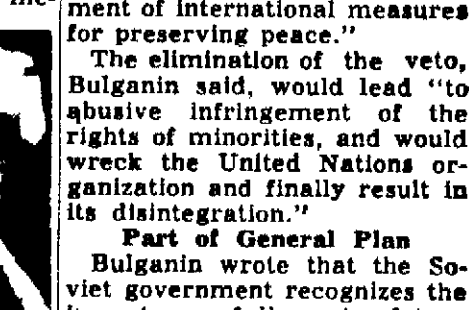 ment of international measures
for preserving peace."
The elimination of the veto,
Bulganin said, would lead "to
abusive infringement of the
rights of minorities, and would
wreck the United Nations or-
ganization and finally result in
its disintegration."
Part of General Plan
Bulganin wrote that the So-
viet government recognizes the